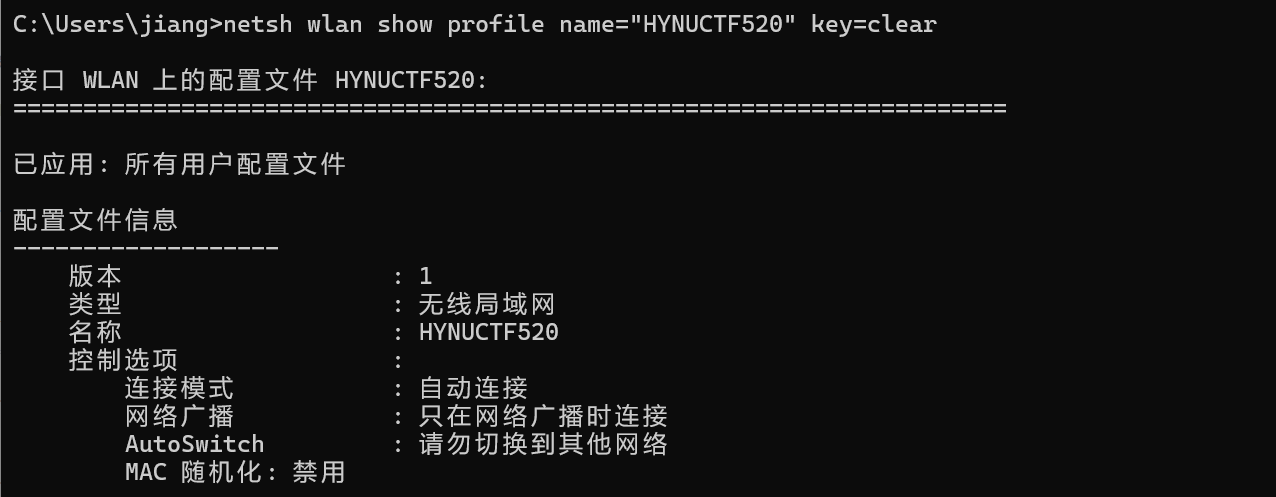 C:\Users\jiang>netsh wlan show profile name="HYNUCTF520" key=clear
接口 WLAN 上的配置文件 HYNUCTF520:
=======================================================================
已应用: 所有用户配置文件
配置文件信息
-------------------
版本 : 1
类型 : 无线局域网
名称 : HYNUCTF520
控制选项 :
连接模式 : 自动连接
网络广播 : 只在网络广播时连接
AutoSwitch : 请勿切换到其他网络
MAC 随机化: 禁用